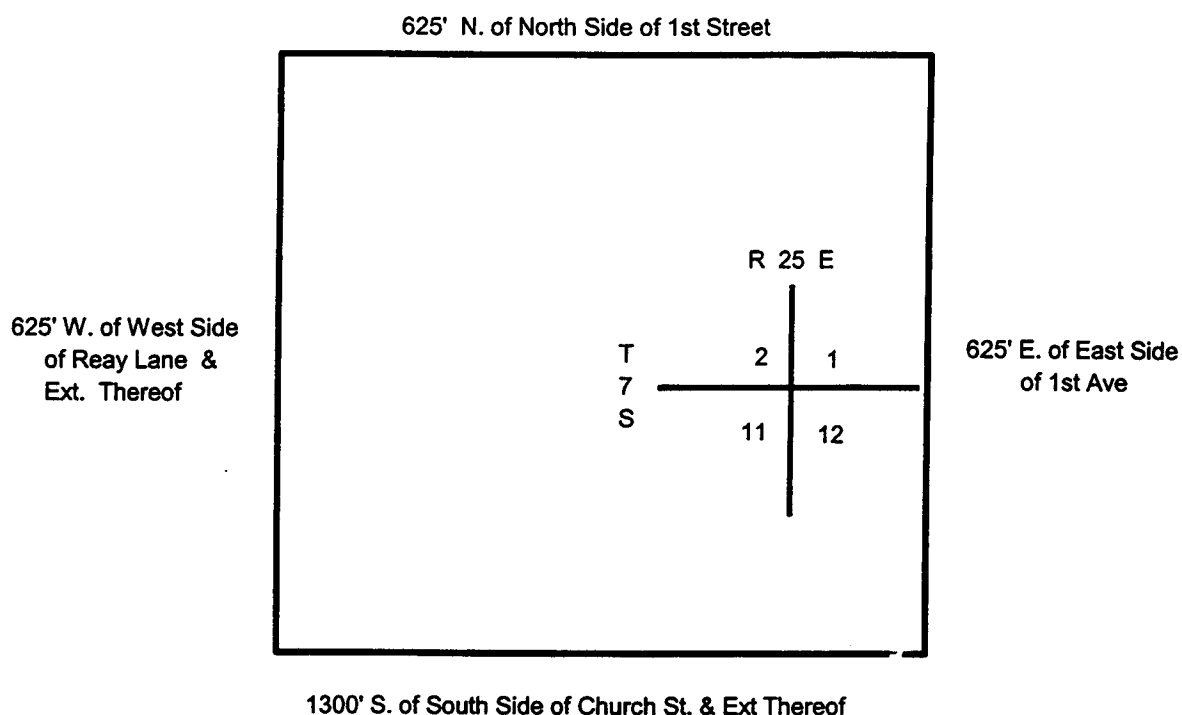 625' N. of North Side of 1st Street
R 25 E
625' W. of West Side
of Reay Lane &
Ext. Thereof
T
7
S
2 1
11 12
625' E. of East Side
of 1st Ave
1300' S. of South Side of Church St. & Ext Thereof